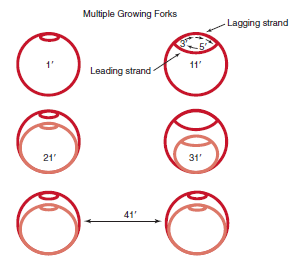 Multiple Growing Forks
Lagging strand
3′
5′
1′
Leading strand
11′
21′
31′
41′